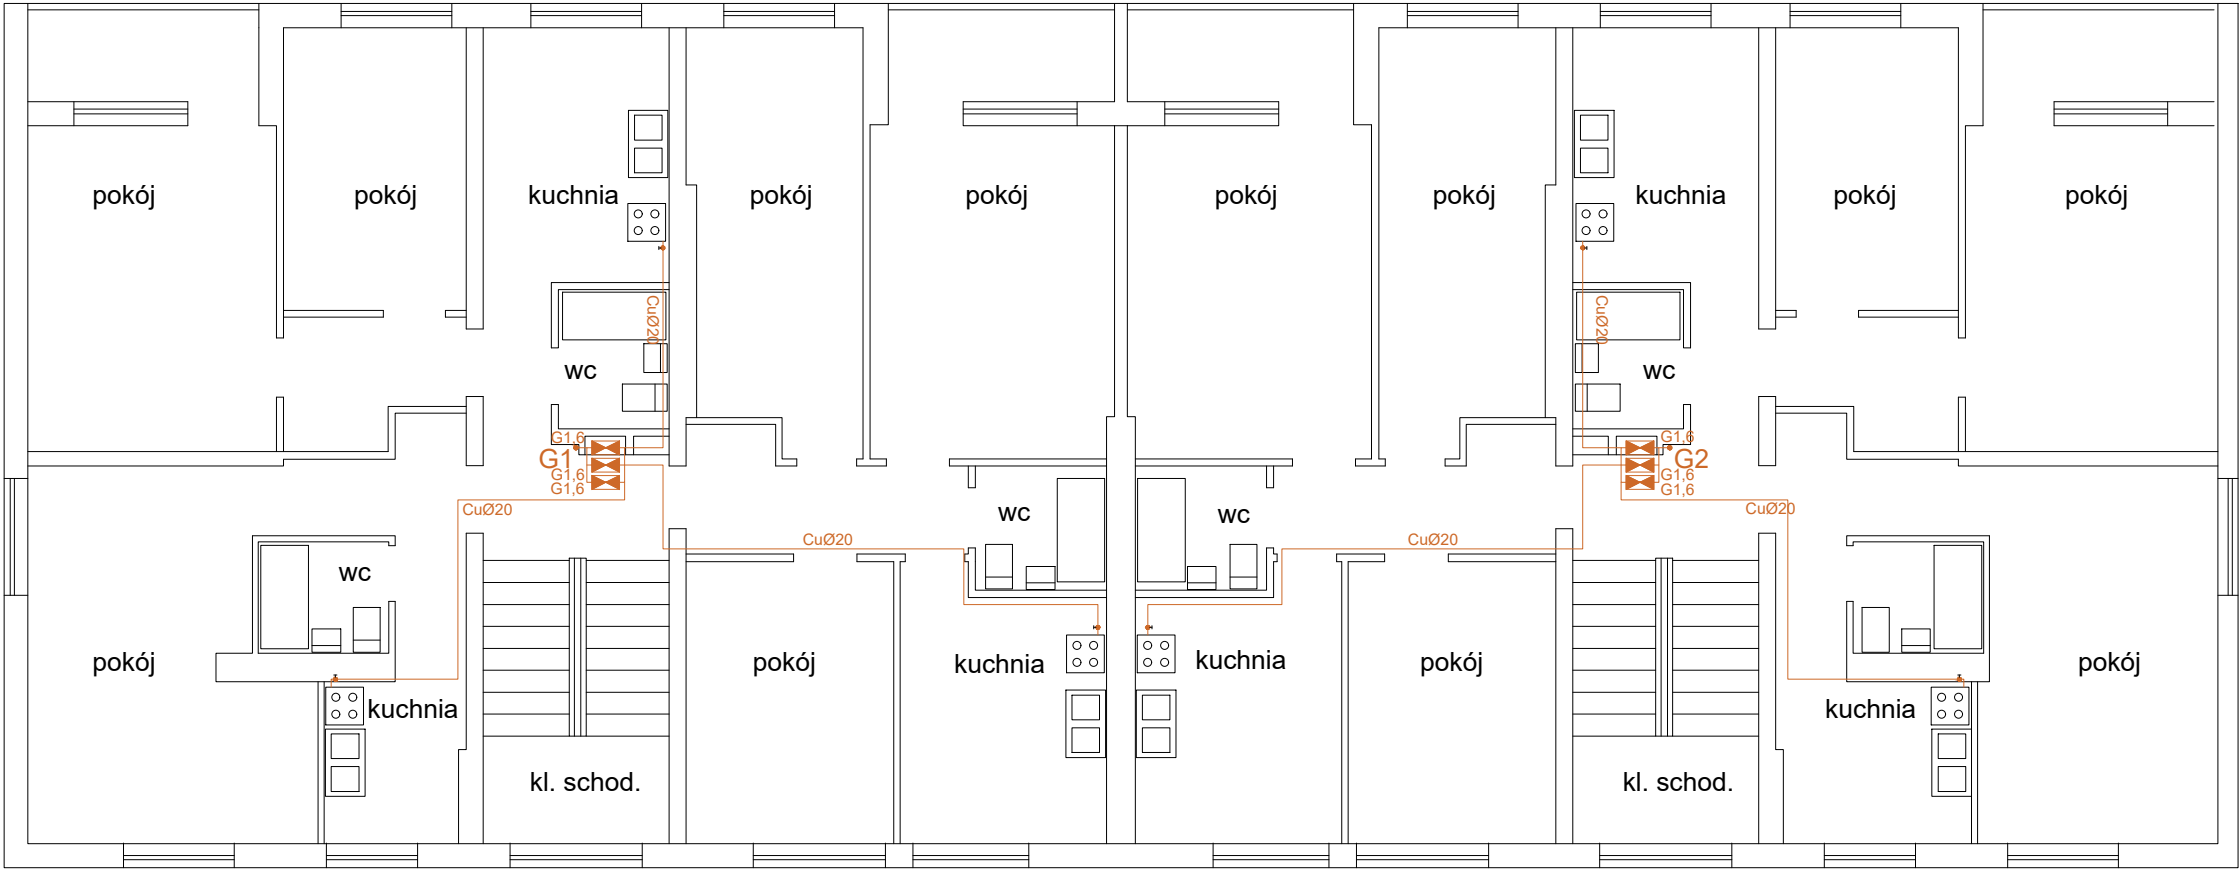 pokój
pokój
kuchnia
pokój
pokój
pokój
pokój
kuchnia
pokój
pokój
CuØ20
CuØ20
wc
wc
G1,6
G1
G1,6
G1,6
G1,6
G2
G1,6
G1,6
CuØ20
wc
wc
CuØ20
CuØ20
CuØ20
wc
pokój
pokój
kuchnia
kuchnia
pokój
pokój
kuchnia
kuchnia
kl. schod.
kl. schod.